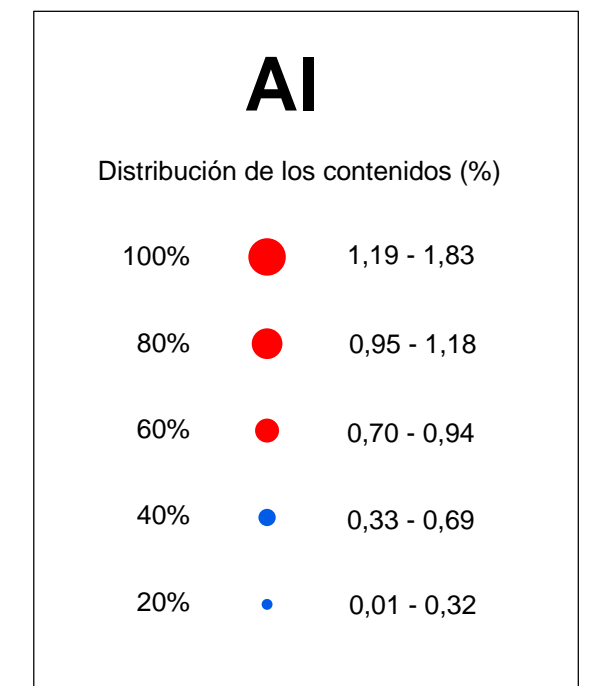 Al
Distribución de los contenidos (%)
100% 1,19 - 1,83
80% 0,95 - 1,18
60% 0,70 - 0,94
40% 0,33 - 0,69
20% 0,01 - 0,32